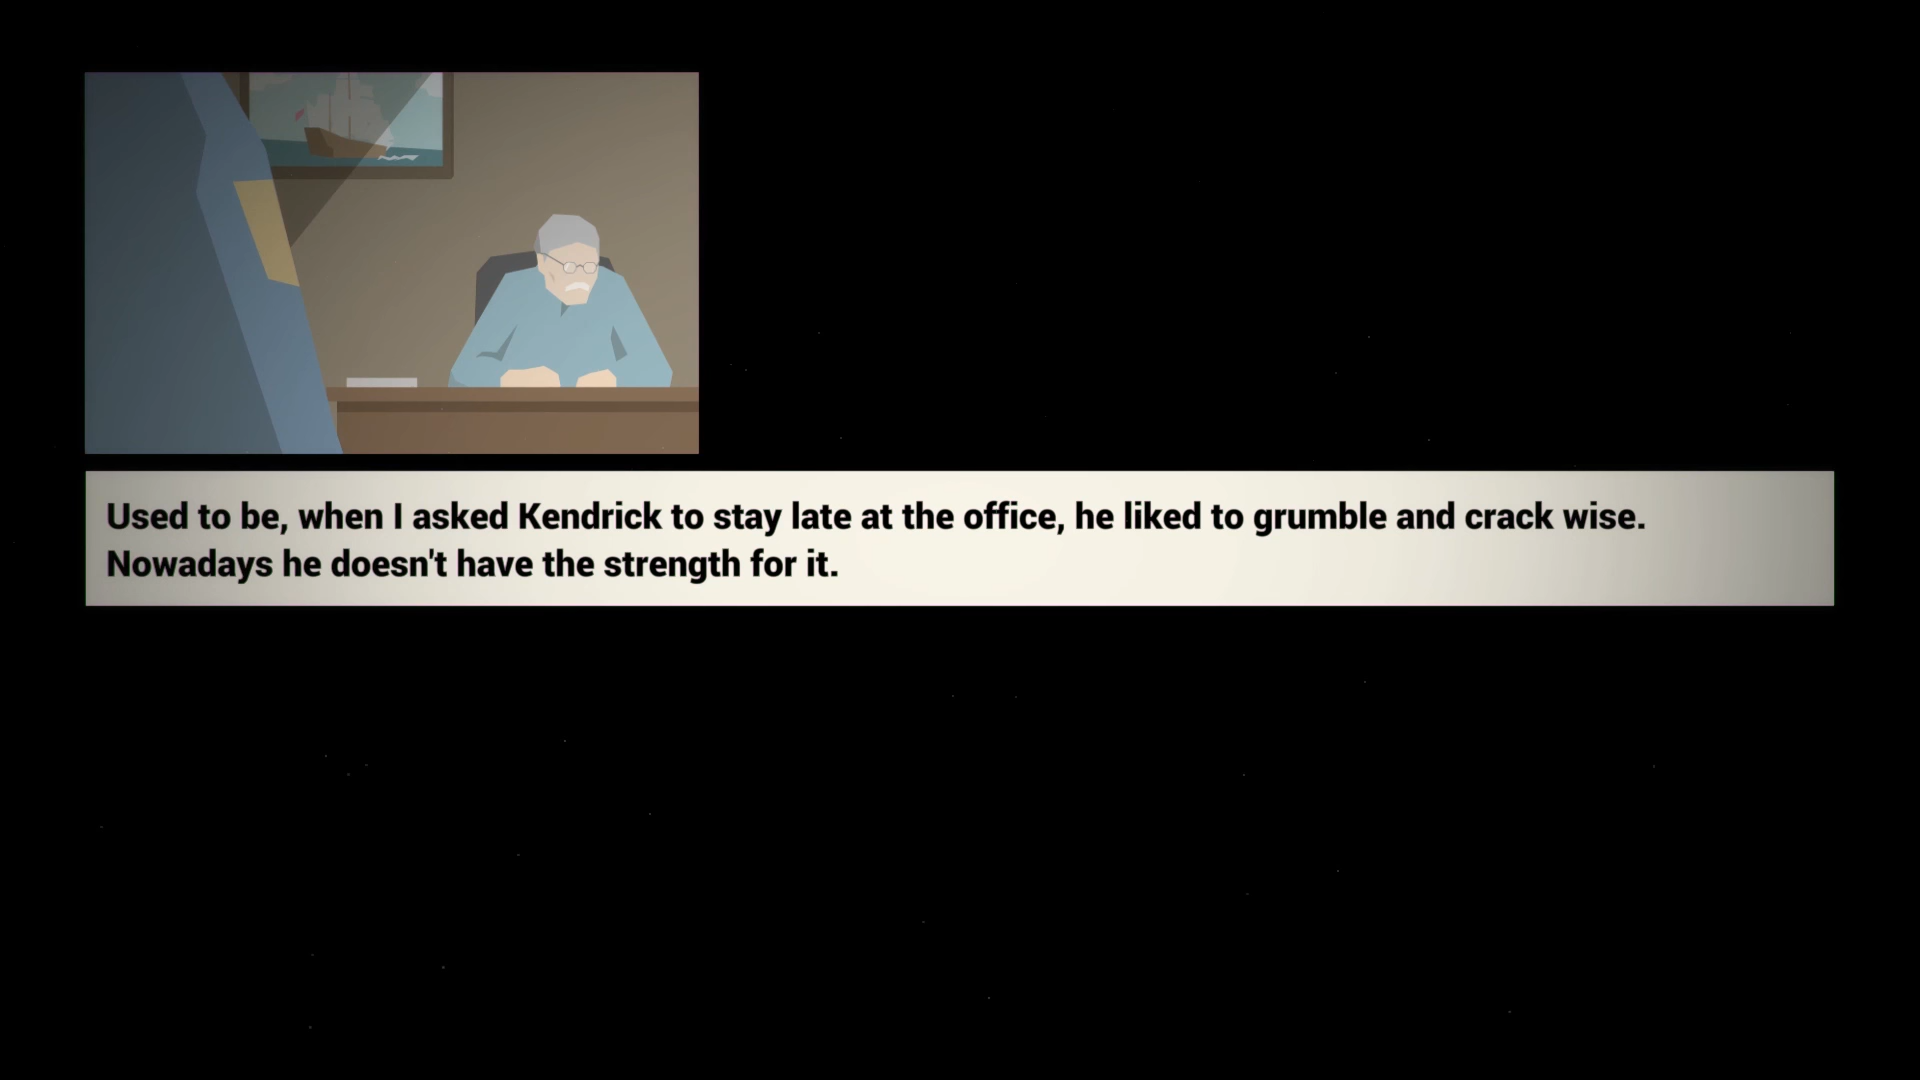 Used to be, when I asked Kendrick to stay late at the office, he liked to grumble and crack wise.
Nowadays he doesn't have the strength for it.